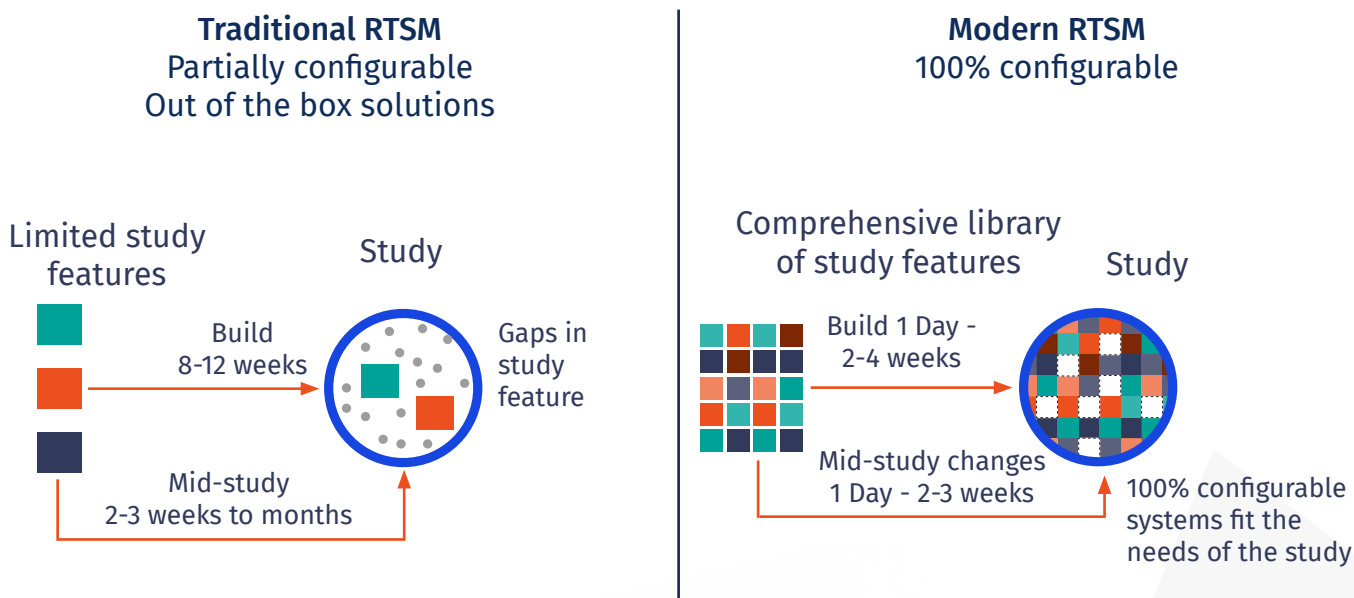 Traditional RTSM
Partially configurable
Out of the box solutions
Limited study
features
Study
Build
8-12 weeks
Gaps in
study
feature
Mid-study
2-3 weeks to months
Modern RTSM
100% configurable
Comprehensive library
of study features
Study
Build 1 Day -
2-4 weeks
Mid-study changes
1 Day - 2-3 weeks
100% configurable
systems fit the
needs of the study